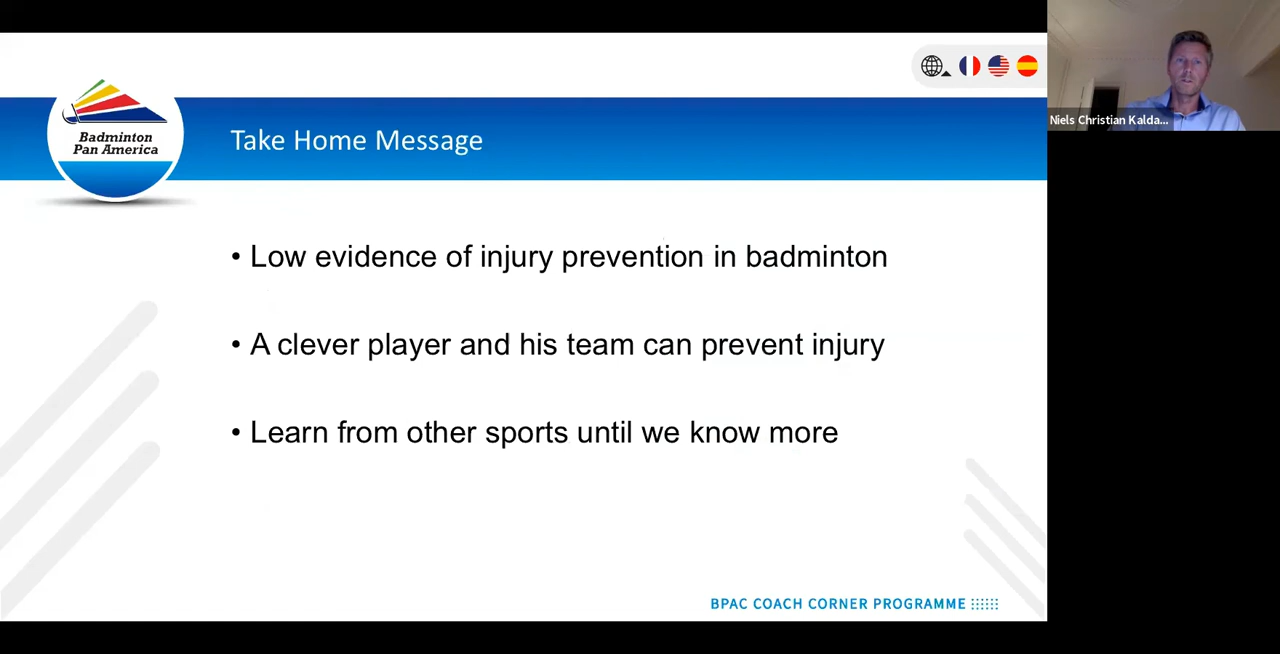 Badminton
Pan America
Take Home Message
Niels Christian Kalda...
• Low evidence of injury prevention in badminton
• A clever player and his team can prevent injury
• Learn from other sports until we know more
BPAC COACH CORNER PROGRAMME